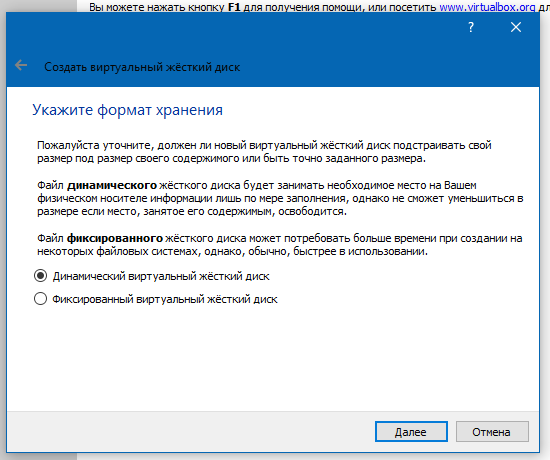 Вы можете нажать кнопку F1 для получения помощи, или посетить www.virtualbox.org дл
?
Создать виртуальный жёсткий диск
Укажите формат хранения
Пожалуйста уточните, должен ли новый виртуальный жёсткий диск подстраивать свой
размер под размер своего содержимого или быть точно заданного размера.
Файл динамического жёсткого диска будет занимать необходимое место на Вашем
физическом носителе информации лишь по мере заполнения, однако не сможет уменьшиться в
размере если место, занятое его содержимым, освободится.
Файл фиксированного жёсткого диска может потребовать больше времени при создании на
некоторых файловых системах, однако, обычно, быстрее в использовании.
Динамический виртуальный жёсткий диск
Фиксированный виртуальный жёсткий диск
Далее
Отмена